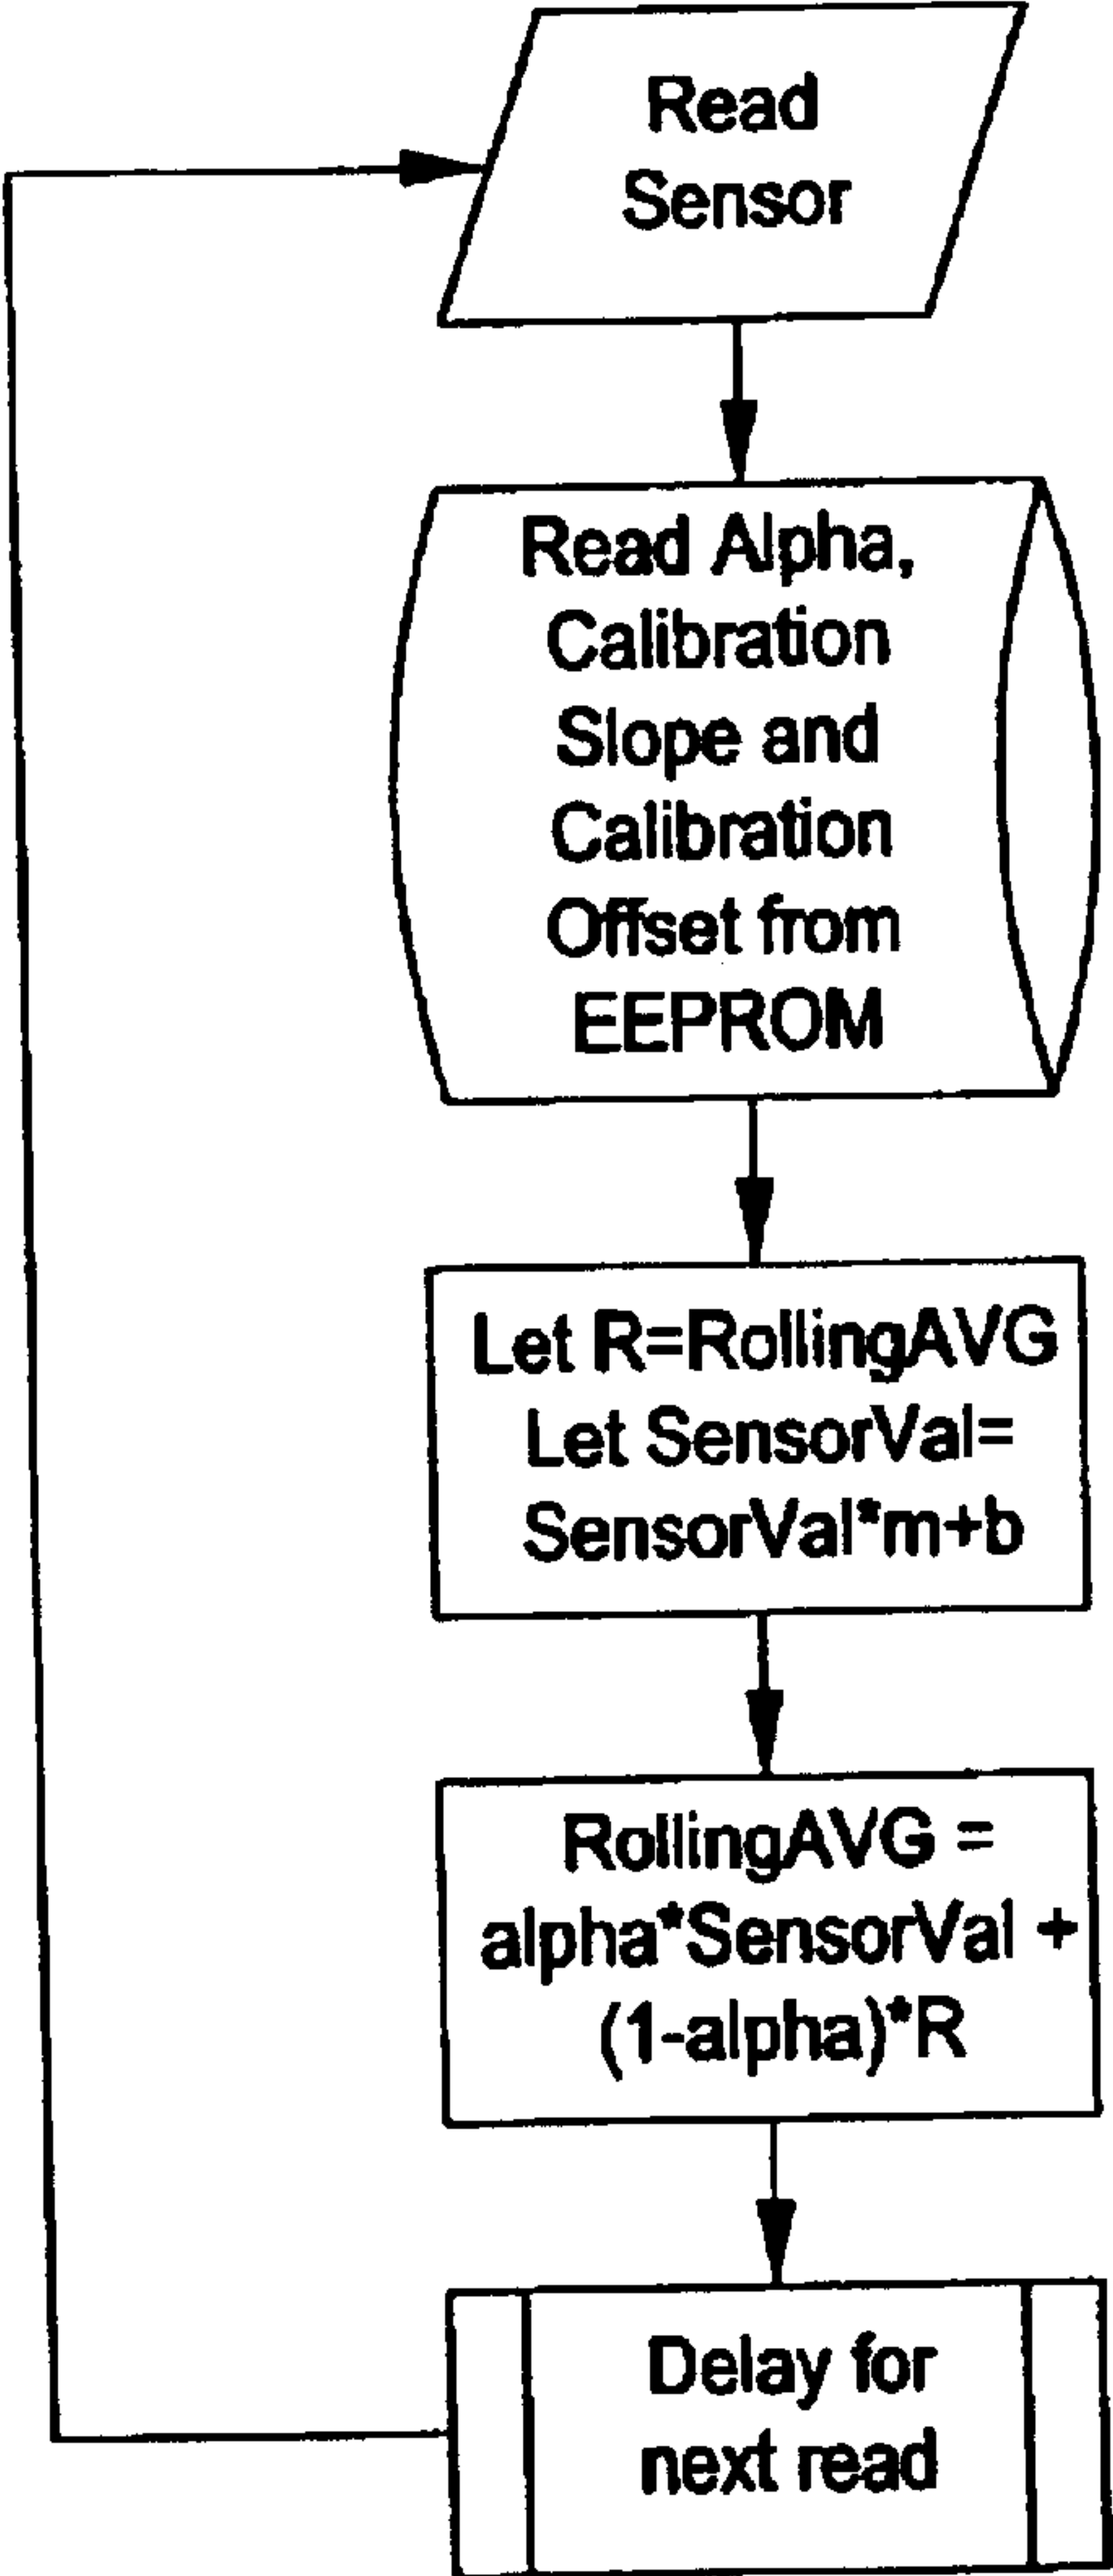 Read
Sensor
Read Alpha,
Calibration
Slope and
Calibration
Offset from
EEPROM
Let R=RollingAVG
Let SensorVal=
SensorVal*m+b
RollingAVG =
alpha*SensorVal +
(1-alpha)*R
Delay for
next read